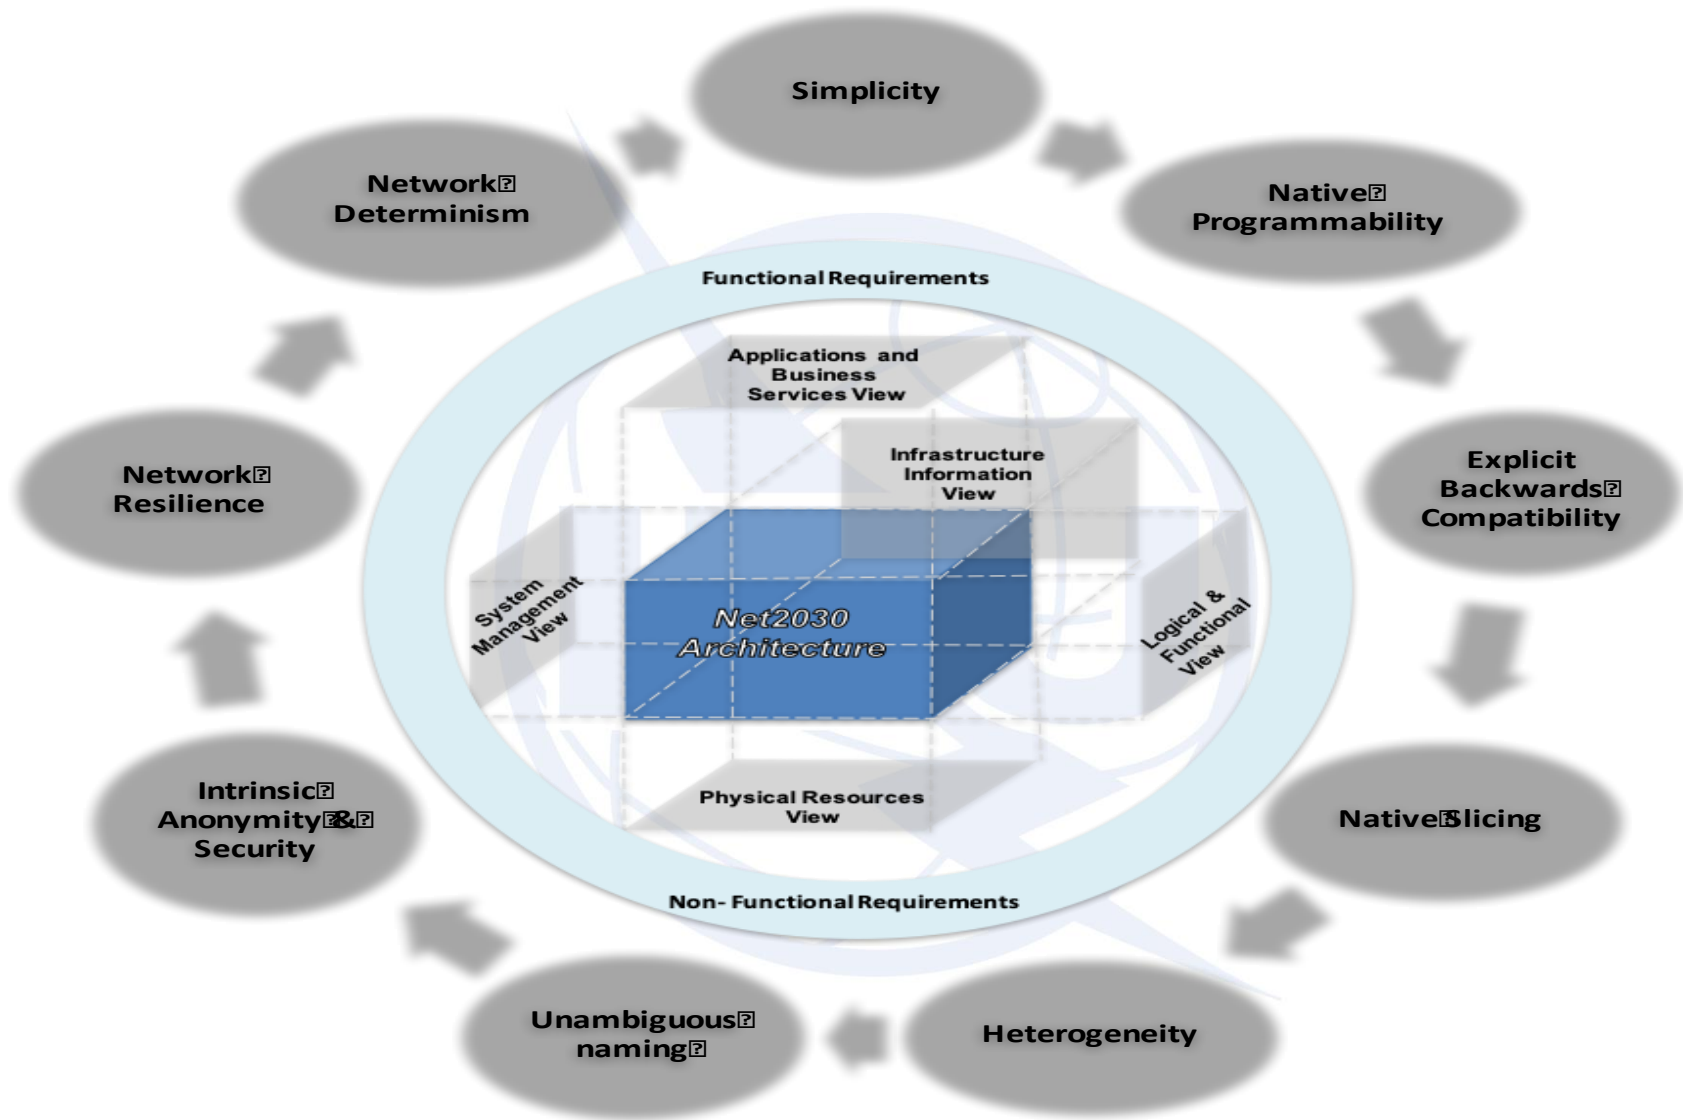 Simplicity
Native
Programmability
Explicit
Backwards
Compatibility
Native Slicing
Heterogeneity
Unambiguous
naming
Intrinsic
Anonymity &
Security
Network
Resilience
Network
Determinism
Functional Requirements
Applications and
Business
Services View
Infrastructure
Information
View
System
Management
View
Net2030
Architecture
Logical &
Functional
View
Physical Resources
View
Non- Functional Requirements